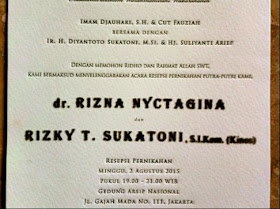 Imam Djauhari, S.H. & Cut Fauziah
bersama dengan
Ir. H. Diyantoto Sukatoni, M.Si. & Hj. Suliyanti Arief
Dengan memohon Ridho dan Rahmat Allah SWT,
Kami bermaksud menyelenggarakan acara resepsi pernikahan putra-putri kami,
dr. RIZNA NYCTAGINA
dan
RIZKY T. SUKATONI, S.I.Kom. (Kinoy)
Resepsi Pernikahan
Minggu, 2 Agustus 2015
Pukul 19.00 - 21.00 WIB
Gedung Arsip Nasional
Jl. Gajah Mada No. 111, Jakarta